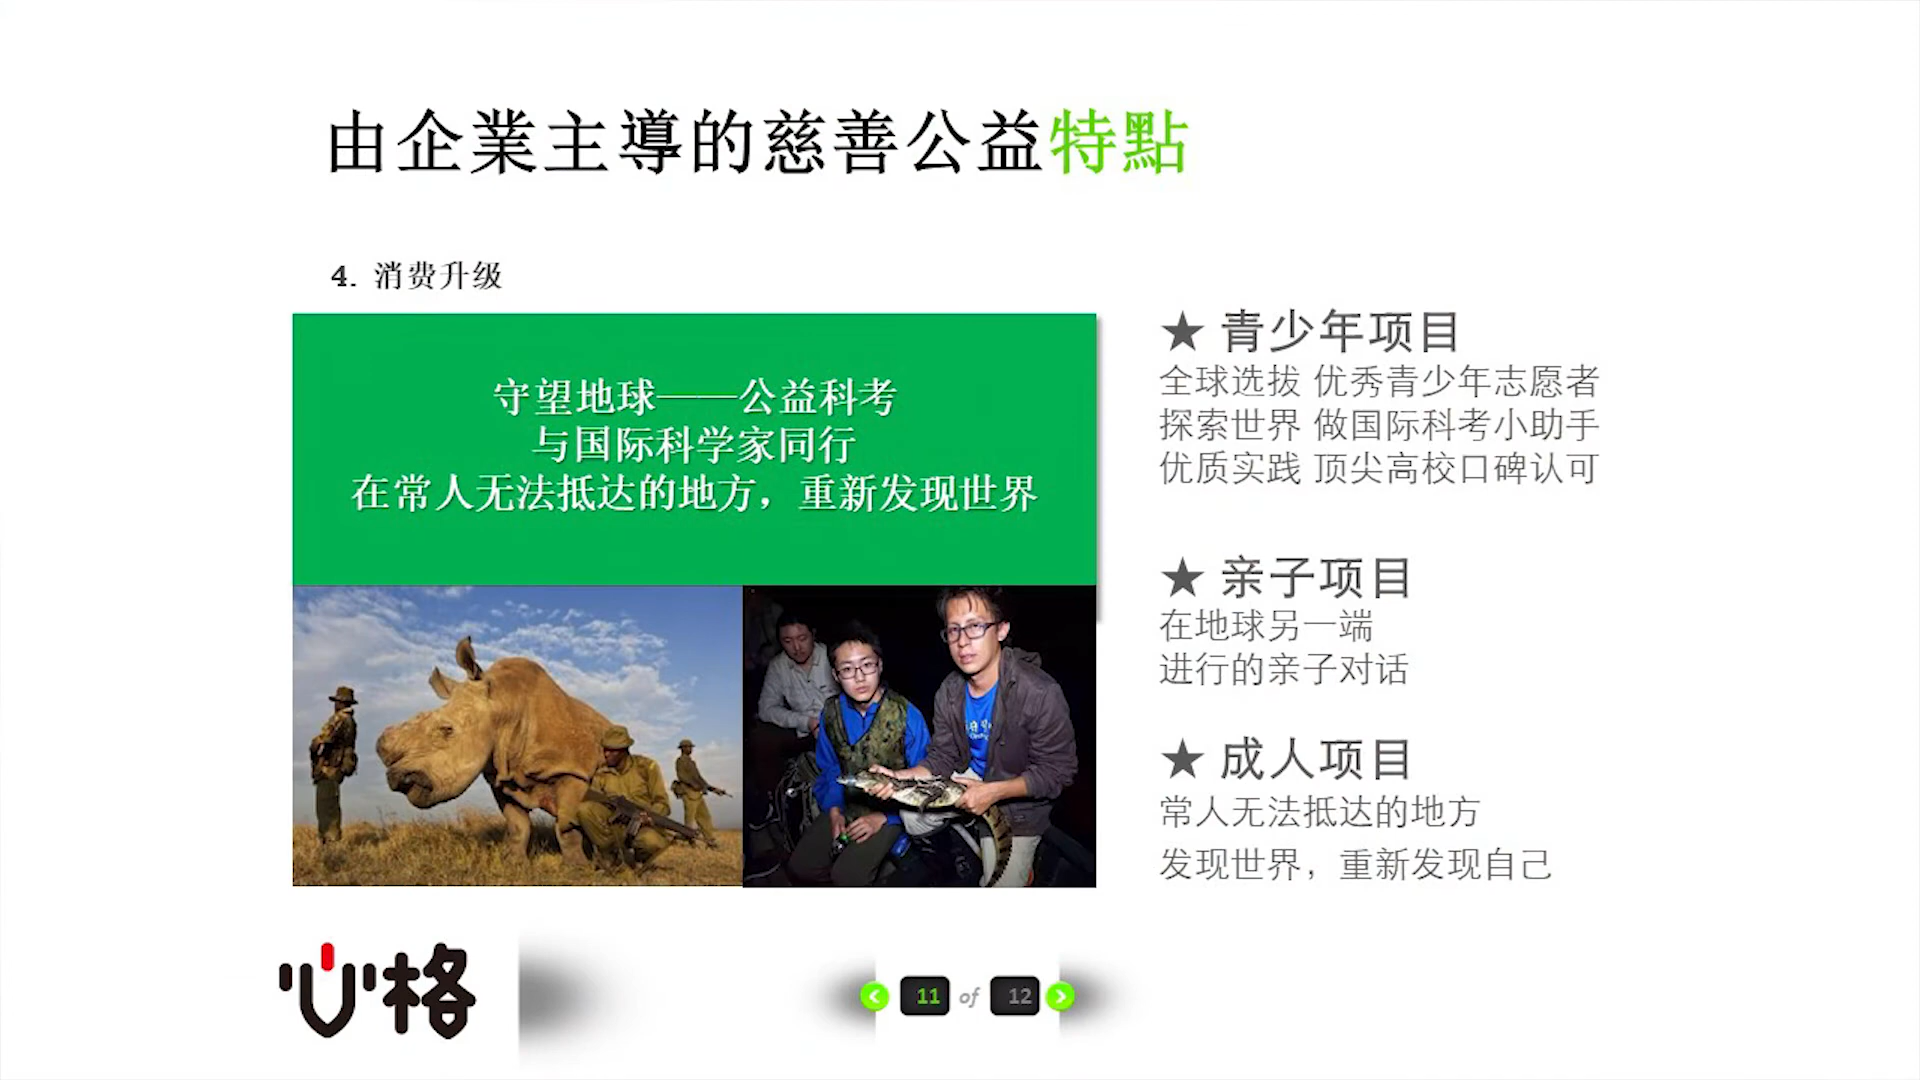 由企業主導的慈善公益特點
4. 消费升级
守望地球——公益科考
与国际科学家同行
在常人无法抵达的地方，重新发现世界
★ 青少年项目
全球选拔 优秀青少年志愿者
探索世界 做国际科考小助手
优质实践 顶尖高校口碑认可
★ 亲子项目
在地球另一端
进行的亲子对话
★ 成人项目
常人无法抵达的地方
发现世界，重新发现自己
心格
11 of 12